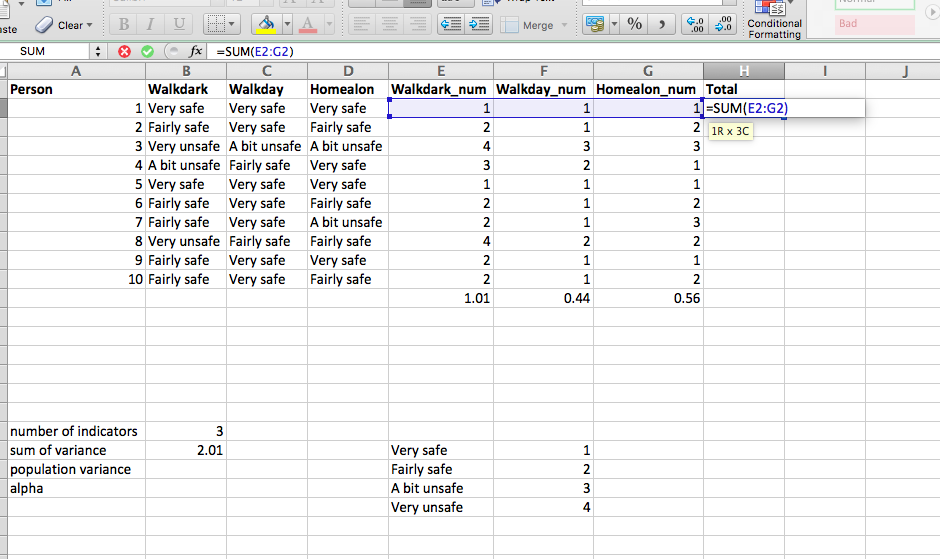 Clear B I U Merge % Conditional Formatting Bad
SUM fx =SUM(E2:G2)
A B C D E F G H I J
Person Walkdark Walkday Homealon Walkdark_num Walkday_num Homealon_num Total
1 Very safe Very safe Very safe 1 1 1 =SUM(E2:G2)
2 Fairly safe Very safe Fairly safe 2 1 2 1R x 3C
3 Very unsafe A bit unsafe A bit unsafe 4 3 3
4 A bit unsafe Fairly safe Very safe 3 2 1
5 Very safe Very safe Very safe 1 1 1
6 Fairly safe Very safe Fairly safe 2 1 2
7 Fairly safe Very safe A bit unsafe 2 1 3
8 Very unsafe Fairly safe Fairly safe 4 2 2
9 Fairly safe Very safe Very safe 2 1 1
10 Fairly safe Very safe Fairly safe 2 1 2
1.01 0.44 0.56
number of indicators 3
sum of variance 2.01 Very safe 1
population variance Fairly safe 2
alpha A bit unsafe 3
Very unsafe 4